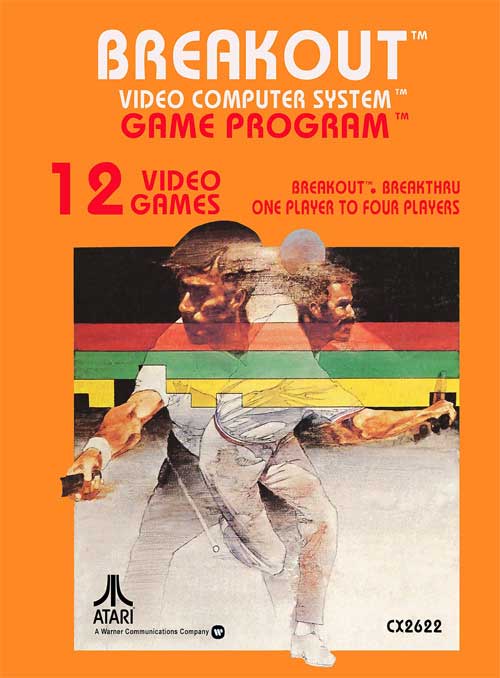 BREAKOUT™
VIDEO COMPUTER SYSTEM™
GAME PROGRAM™
12 VIDEO GAMES
BREAKOUT™• BREAKTHRU
ONE PLAYER TO FOUR PLAYERS
ATARI
A Warner Communications Company
CX2622